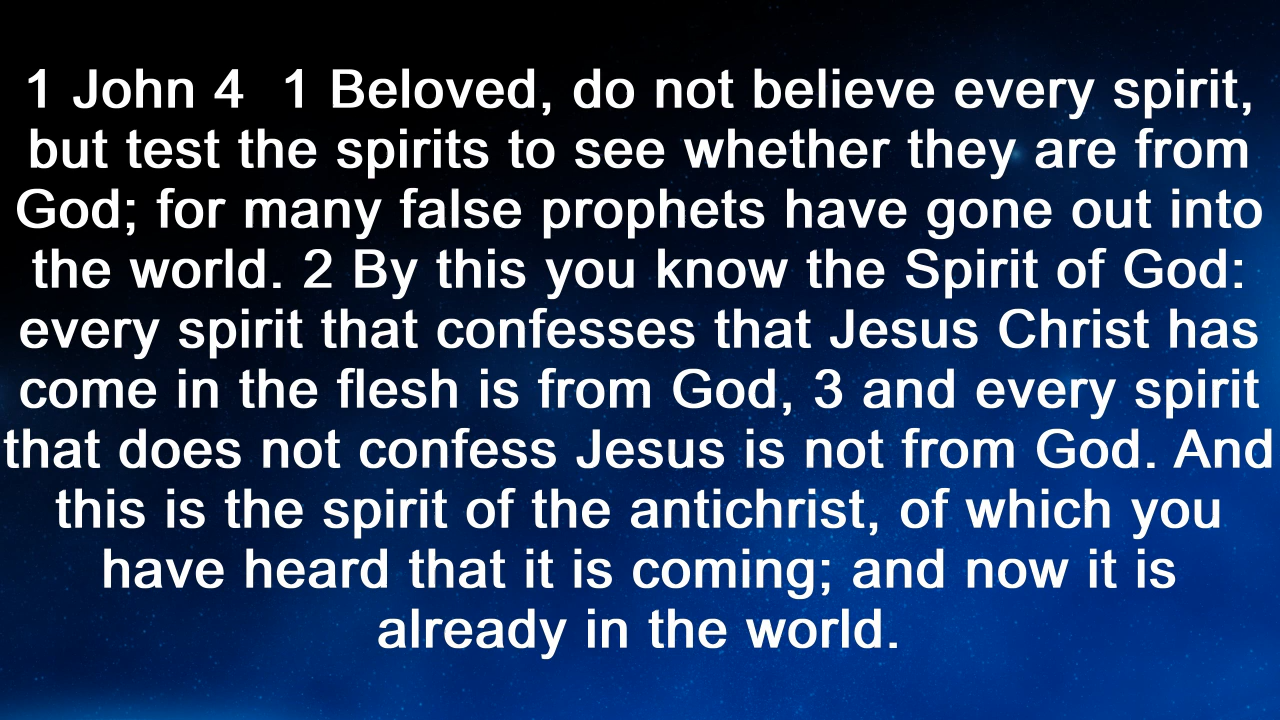 1 John 4  1 Beloved, do not believe every spirit,
but test the spirits to see whether they are from
God; for many false prophets have gone out into
the world. 2 By this you know the Spirit of God:
every spirit that confesses that Jesus Christ has
come in the flesh is from God, 3 and every spirit
that does not confess Jesus is not from God. And
this is the spirit of the antichrist, of which you
have heard that it is coming; and now it is
already in the world.